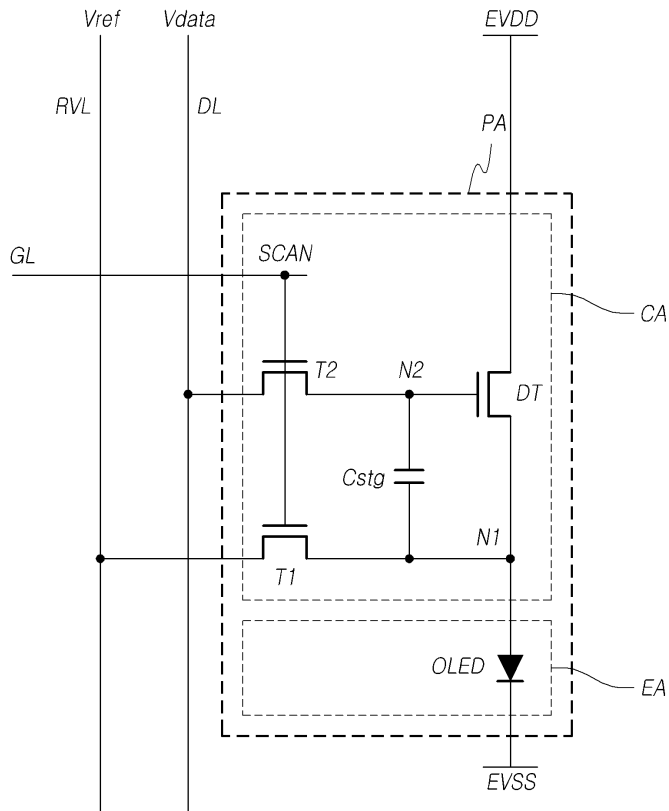 Vref
Vdata
EVDD
RVL
DL
PA
GL
SCAN
CA
T2
N2
DT
Cstg
N1
T1
OLED
EA
EVSS